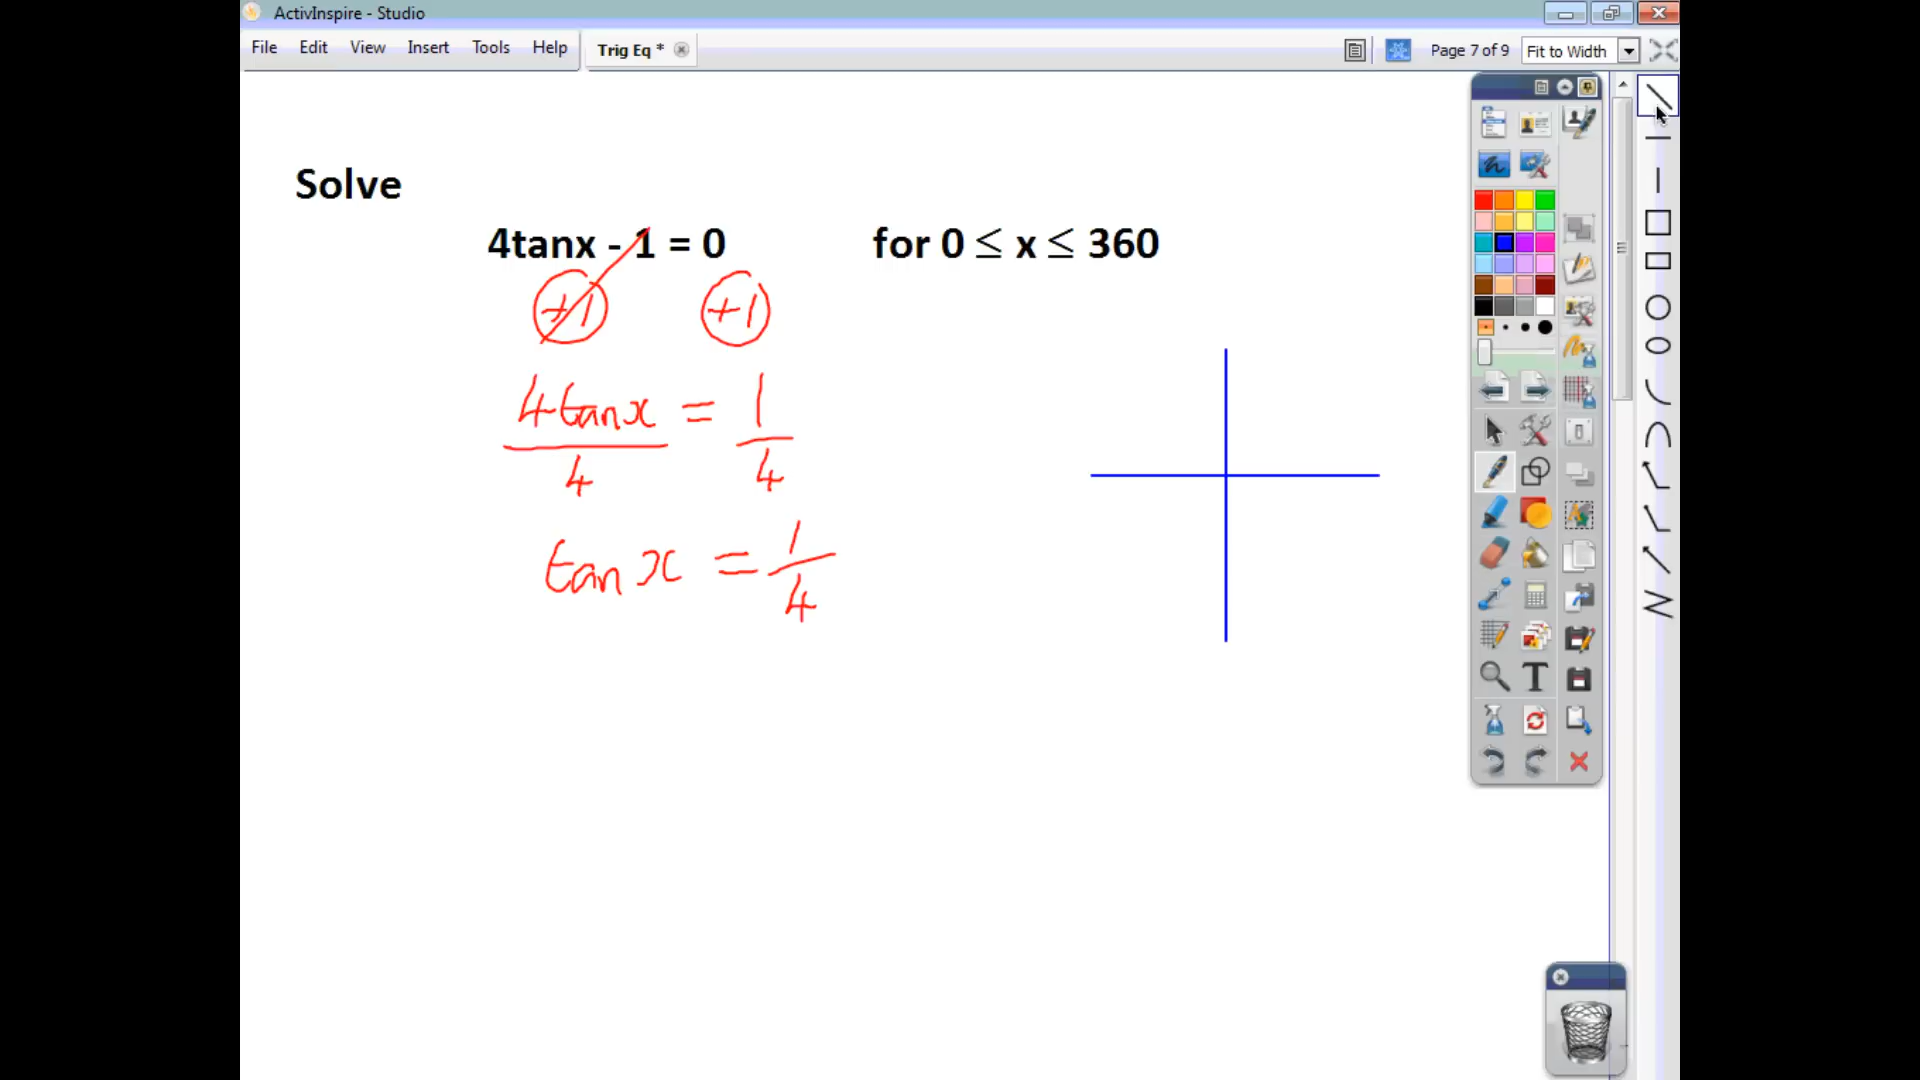 ActivInspire - Studio
File Edit View Insert Tools Help Trig Eq * Page 7 of 9 Fit to Width
Solve
4tanx - 1 = 0 for 0 ≤ x ≤ 360
+1 +1
4tanx = 1
4 4
tan x = 1
4
T